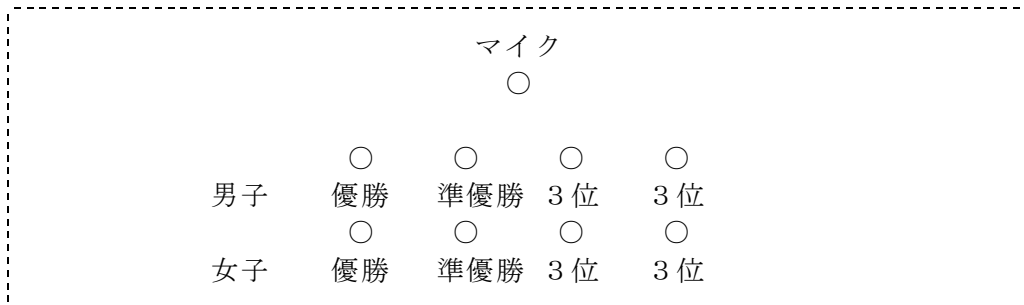 マイク
○
○ ○ ○ ○
男子 優勝 準優勝 ３位 ３位
○ ○ ○ ○
女子 優勝 準優勝 ３位 ３位